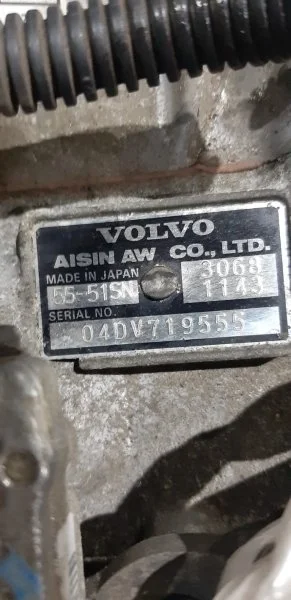 VOLVO
AISIN AW CO., LTD.
MADE IN JAPAN 3068
55-51SN 1143
SERIAL NO.
04DV719555